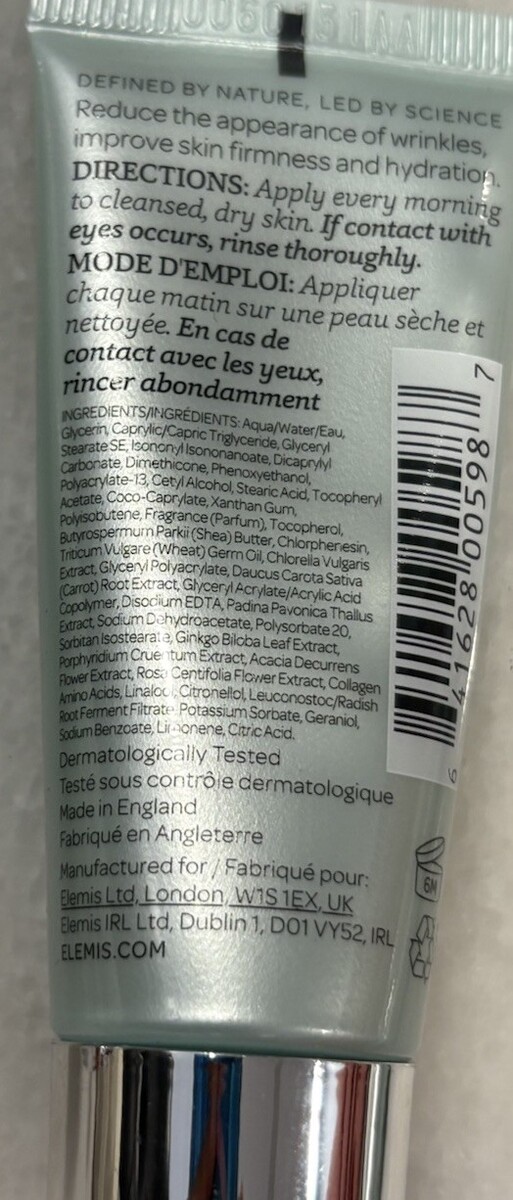 DEFINED BY NATURE, LED BY SCIENCE
Reduce the appearance of wrinkles,
improve skin firmness and hydration.
DIRECTIONS: Apply every morning
to cleansed, dry skin. If contact with
eyes occurs, rinse thoroughly.
MODE D'EMPLOI: Appliquer
chaque matin sur une peau sèche et
nettoyée. En cas de
contact avec les yeux,
rincer abondamment
INGREDIENTS/INGRÉDIENTS: Aqua/Water/Eau,
Glycerin, Caprylic/Capric Triglyceride, Glyceryl
Stearate SE, Isononyl Isononanoate, Dicaprylyl
Carbonate, Dimethicone, Phenoxyethanol,
Polyacrylate-13, Cetyl Alcohol, Stearic Acid, Tocopheryl
Acetate, Coco-Caprylate, Xanthan Gum,
Polyisobutene, Fragrance (Parfum), Tocopherol,
Butyrospermum Parkii (Shea) Butter, Chlorphenesin,
Triticum Vulgare (Wheat) Germ Oil, Chlorella Vulgaris
Extract, Glyceryl Polyacrylate, Daucus Carota Sativa
(Carrot) Root Extract, Glyceryl Acrylate/Acrylic Acid
Copolymer, Disodium EDTA, Padina Pavonica Thallus
Extract, Sodium Dehydroacetate, Polysorbate 20,
Sorbitan Isostearate, Ginkgo Biloba Leaf Extract,
Porphyridium Cruentum Extract, Acacia Decurrens
Flower Extract, Rosa Centifolia Flower Extract, Collagen
Amino Acids, Linalool, Citronellol, Leuconostoc/Radish
Root Ferment Filtrate, Potassium Sorbate, Geraniol,
Sodium Benzoate, Limonene, Citric Acid.
Dermatologically Tested
Testé sous contrôle dermatologique
Made in England
Fabriqué en Angleterre
Manufactured for / Fabriqué pour:
Elemis Ltd, London, W1S 1EX, UK
Elemis IRL Ltd, Dublin 1, D01 VY52, IRL
ELEMIS.COM
6 41628 00598 7
6M